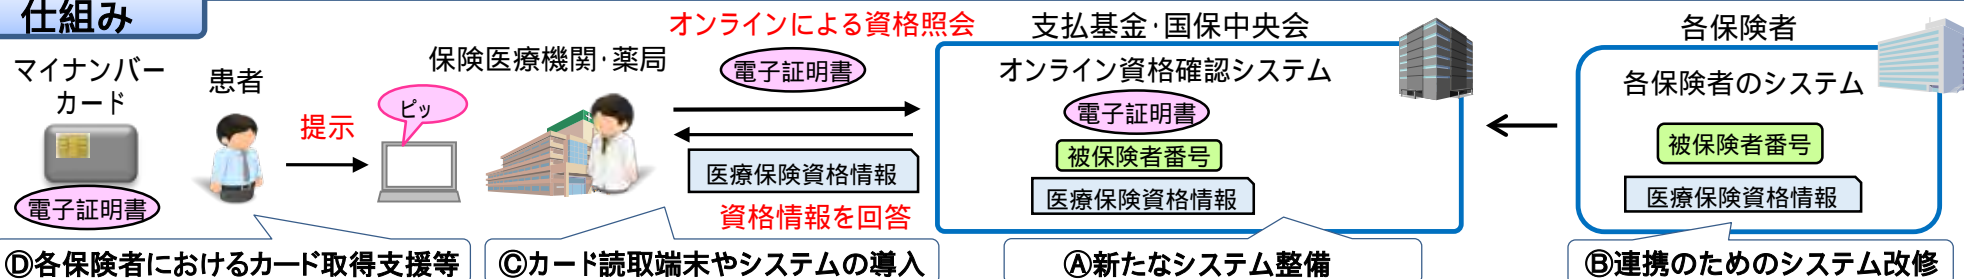 仕組み
マイナンバー
カード
電子証明書
患者
提示
ピッ
保険医療機関・薬局
オンラインによる資格照会
電子証明書
医療保険資格情報
資格情報を回答
支払基金・国保中央会
オンライン資格確認システム
電子証明書
被保険者番号
医療保険資格情報
各保険者
各保険者のシステム
被保険者番号
医療保険資格情報
Ⓓ各保険者におけるカード取得支援等
Ⓒカード読取端末やシステムの導入
Ⓐ新たなシステム整備
Ⓑ連携のためのシステム改修